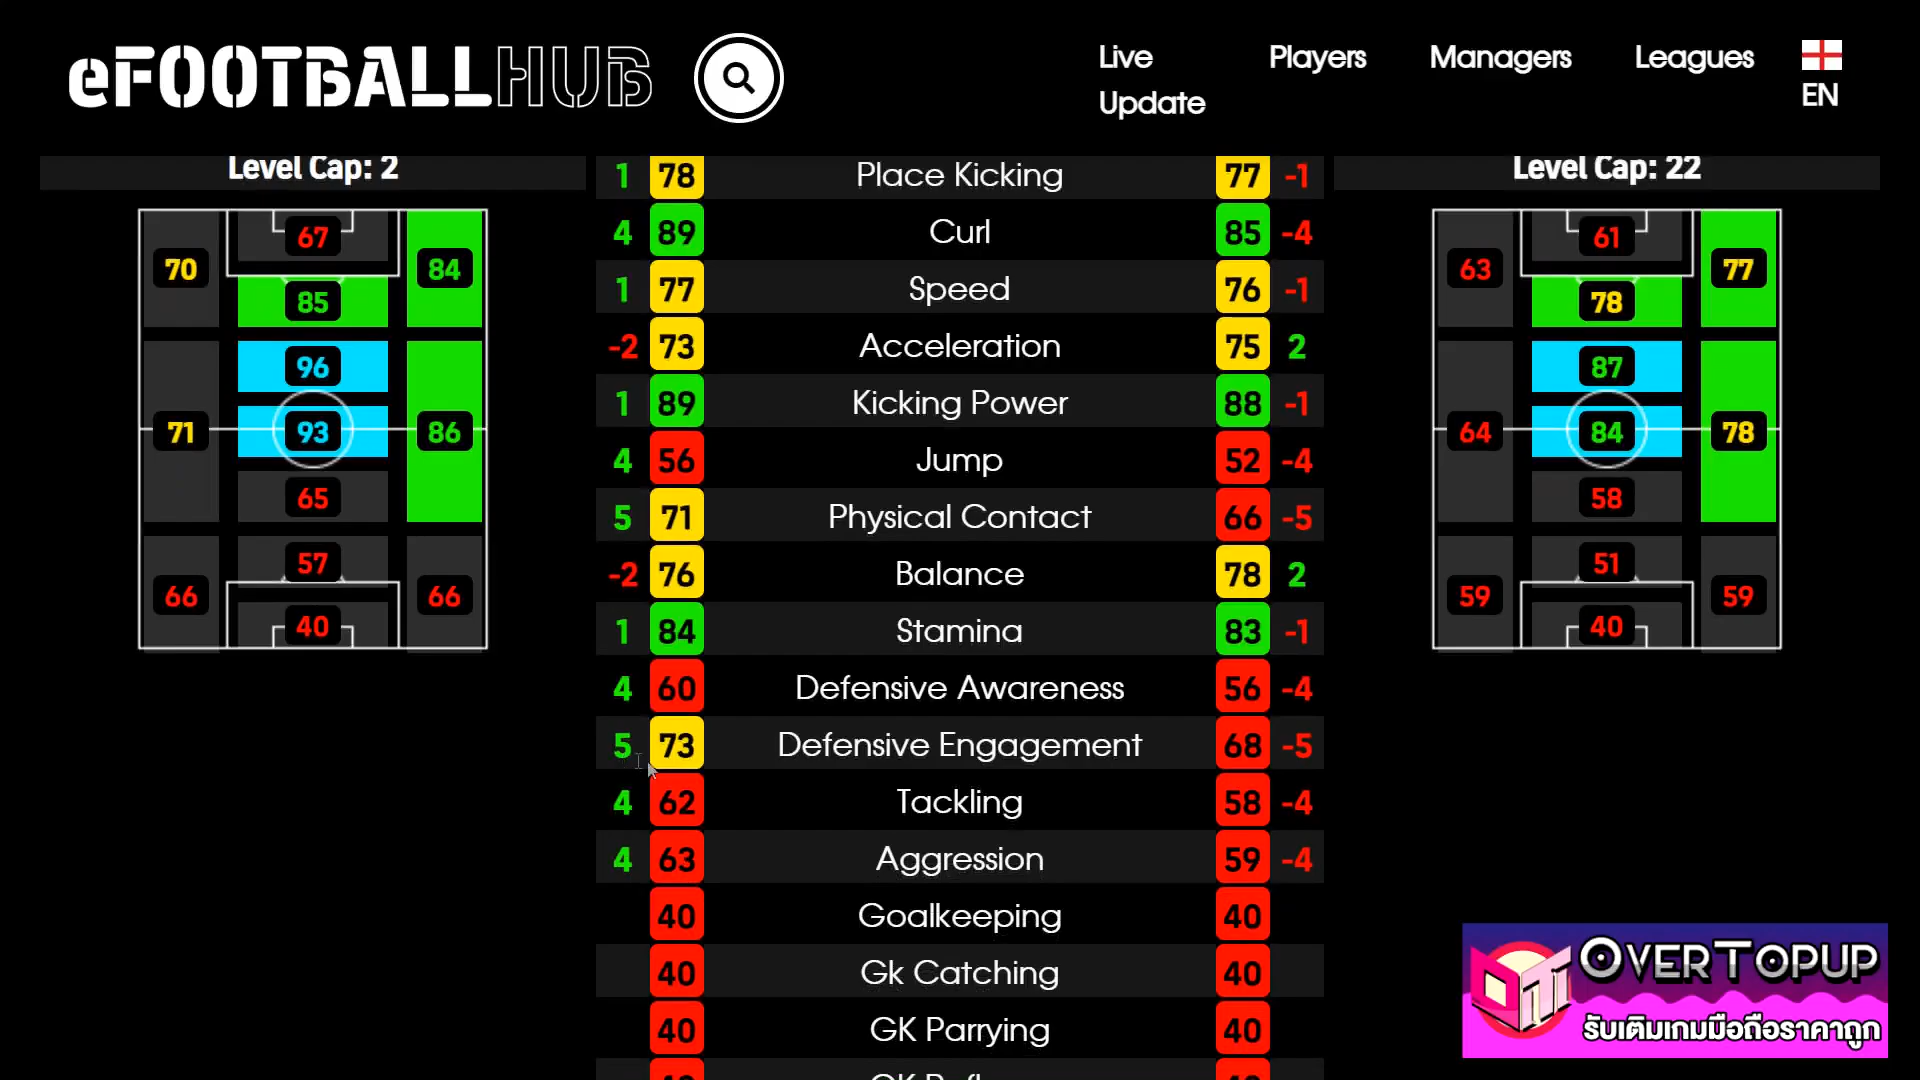 eFOOTBALLHUB
Live Update
Players
Managers
Leagues
EN
Level Cap: 2
70
67
84
85
96
71
93
86
65
57
66
66
40
1 78 Place Kicking 77 -1
4 89 Curl 85 -4
1 77 Speed 76 -1
-2 73 Acceleration 75 2
1 89 Kicking Power 88 -1
4 56 Jump 52 -4
5 71 Physical Contact 66 -5
-2 76 Balance 78 2
1 84 Stamina 83 -1
4 60 Defensive Awareness 56 -4
5 73 Defensive Engagement 68 -5
4 62 Tackling 58 -4
4 63 Aggression 59 -4
40 Goalkeeping 40
40 Gk Catching 40
40 GK Parrying 40
Level Cap: 22
63
61
77
78
87
64
84
78
58
51
59
59
40
OVERTOPUP
รับเติมเกมมือถือราคาถูก